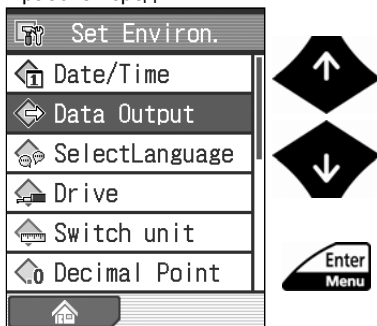 Set Environ.
Date/Time
Data Output
SelectLanguage
Drive
Switch unit
Decimal Point
Enter
Menu